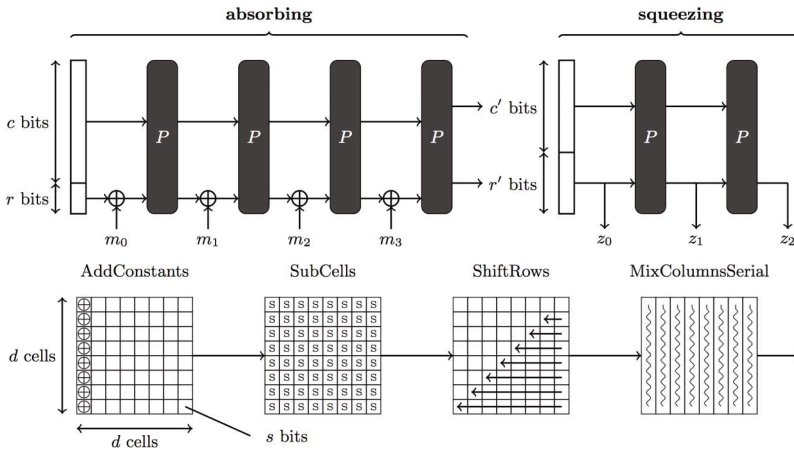 absorbing squeezing
c bits P P P P c′ bits P P
r bits r′ bits
m₀ m₁ m₂ m₃ z₀ z₁ z₂
AddConstants SubCells ShiftRows MixColumnsSerial
S S S S S S S S
S S S S S S S S
S S S S S S S S
S S S S S S S S
d cells
S S S S S S S S
S S S S S S S S
S S S S S S S S
S S S S S S S S
d cells s bits